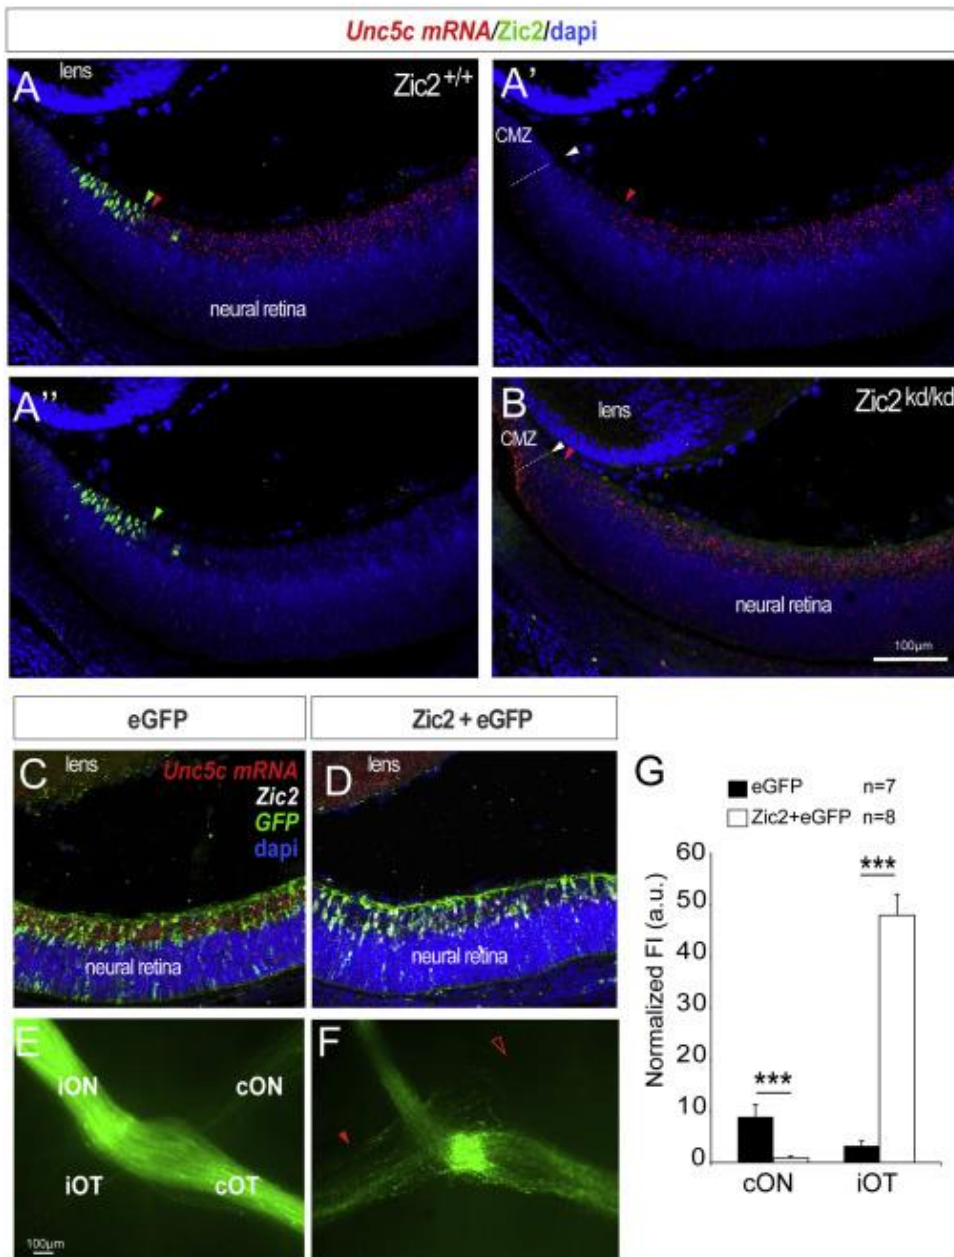 Unc5c mRNA/Zic2/dapi
A
lens
Zic2 +/+
neural retina
A'
CMZ
A''
B
lens
Zic2 kd/kd
CMZ
neural retina
100µm
eGFP
Zic2 + eGFP
C
lens
Unc5c mRNA
Zic2
GFP
dapi
neural retina
D
lens
neural retina
E
iON
cON
iOT
cOT
100µm
F
G
eGFP n=7
Zic2+eGFP n=8
Normalized FI (a.u.)
60
50
40
30
20
10
0
***
***
cON
iOT